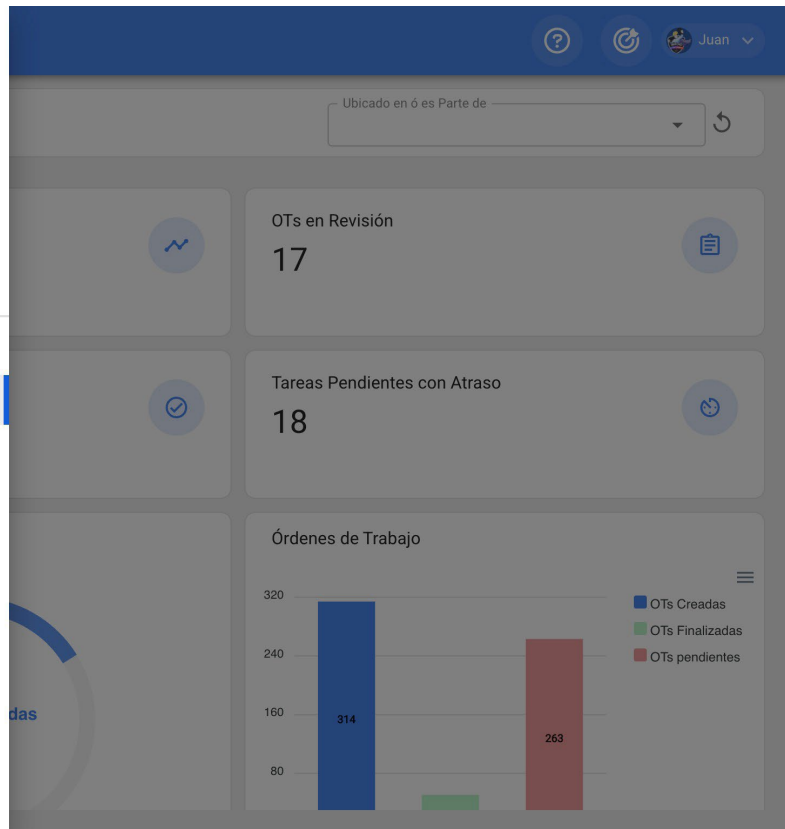 Juan
Ubicado en ó es Parte de
OTs en Revisión
17
Tareas Pendientes con Atraso
18
Órdenes de Trabajo
320
OTs Creadas
OTs Finalizadas
240
OTs pendientes
das
160
314
263
80